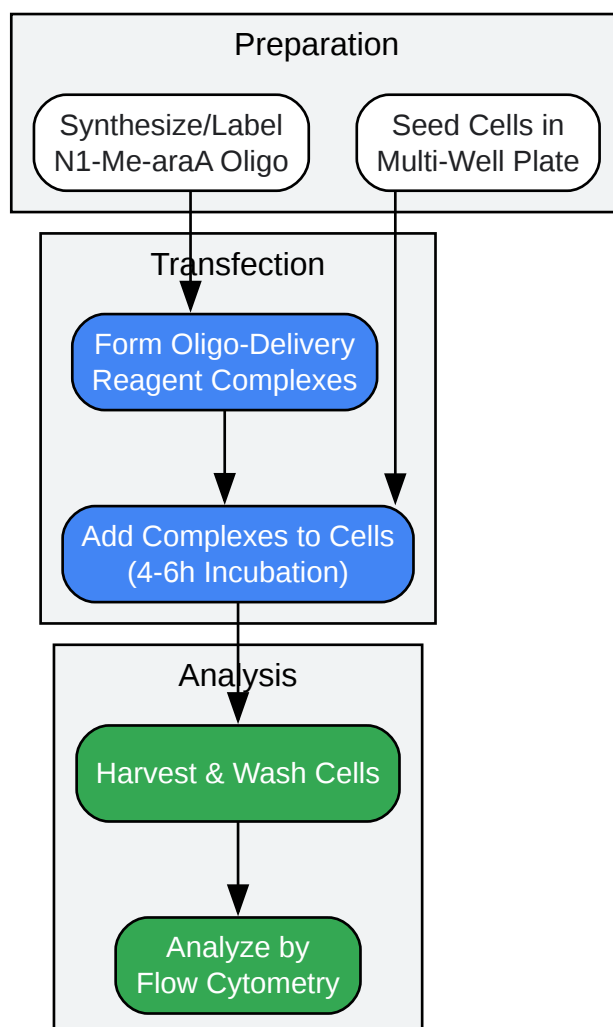 Preparation
Synthesize/Label
N1-Me-araA Oligo
Seed Cells in
Multi-Well Plate
Transfection
Form Oligo-Delivery
Reagent Complexes
Add Complexes to Cells
(4-6h Incubation)
Analysis
Harvest & Wash Cells
Analyze by
Flow Cytometry